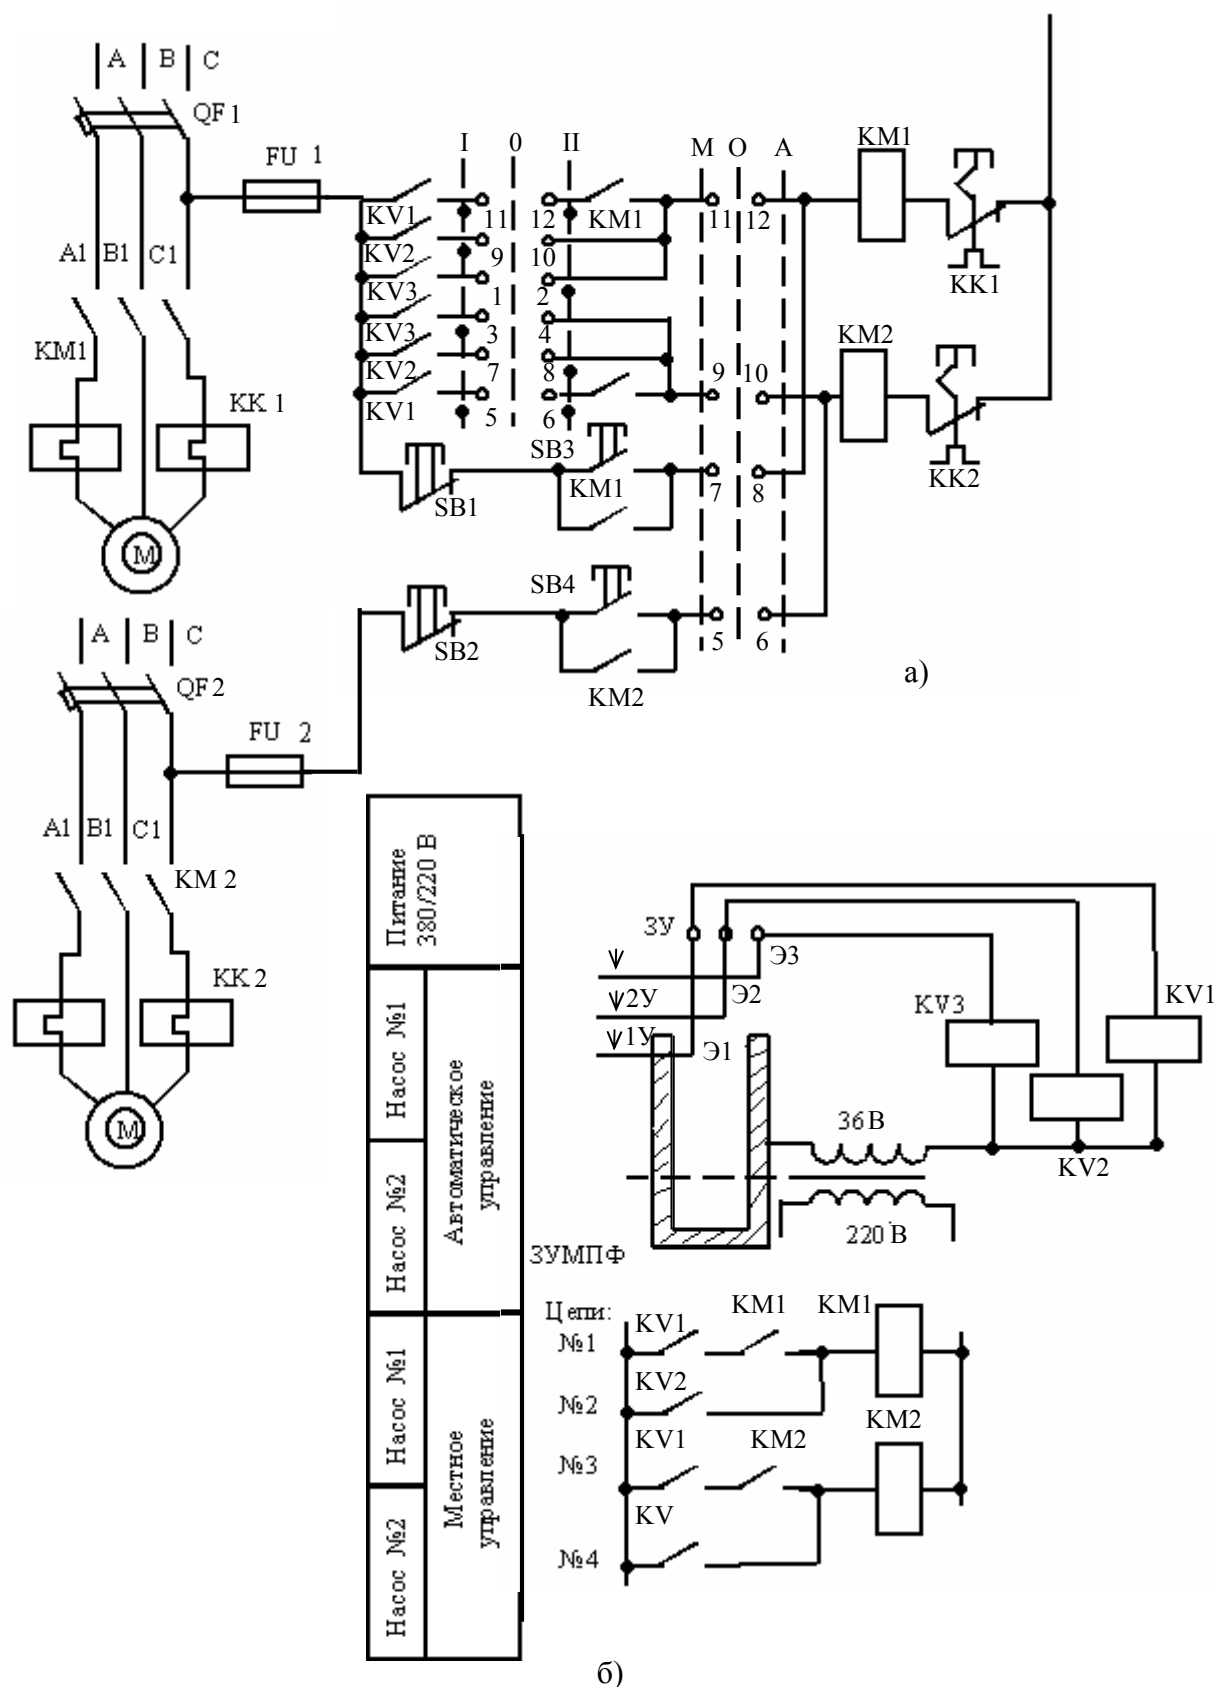 A B C
QF 1
FU 1
I 0 II
M O A
KM1
KV1 11 12 KM1 11 12
KV2 9 10
KK1
A1 B1 C1
KV3 1 2
KM1
KV3 3 4
KM2
KV2 7 8 9 10
KV1 5 6
KK 1
SB3
KM1
SB1
7 8
KK2
M
SB4
A B C
SB2
5 6
а)
QF 2
KM2
FU 2
A1 B1 C1
KM 2
KK 2
M
Питание
380/220 В
Насос №1
Насос №2
Автоматическое
управление
Насос №1
Насос №2
Местное
управление
3У
Э3
2У
Э2
1У
Э1
KV3
KV1
36В
KV2
220 В
ЗУМПФ
Цепи:
№1
KV1 KM1 KM1
№2
KV2
KM2
№3
KV1 KM2
KV
№4
б)